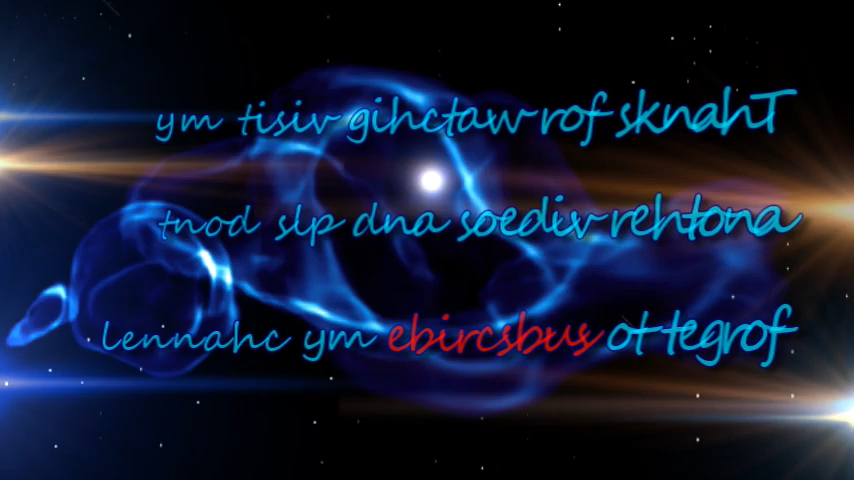 ym tisiv gihctaw rof sknahT
tnod slp dna soediv rehtona
lennahc ym ebircsbus ot tegrof